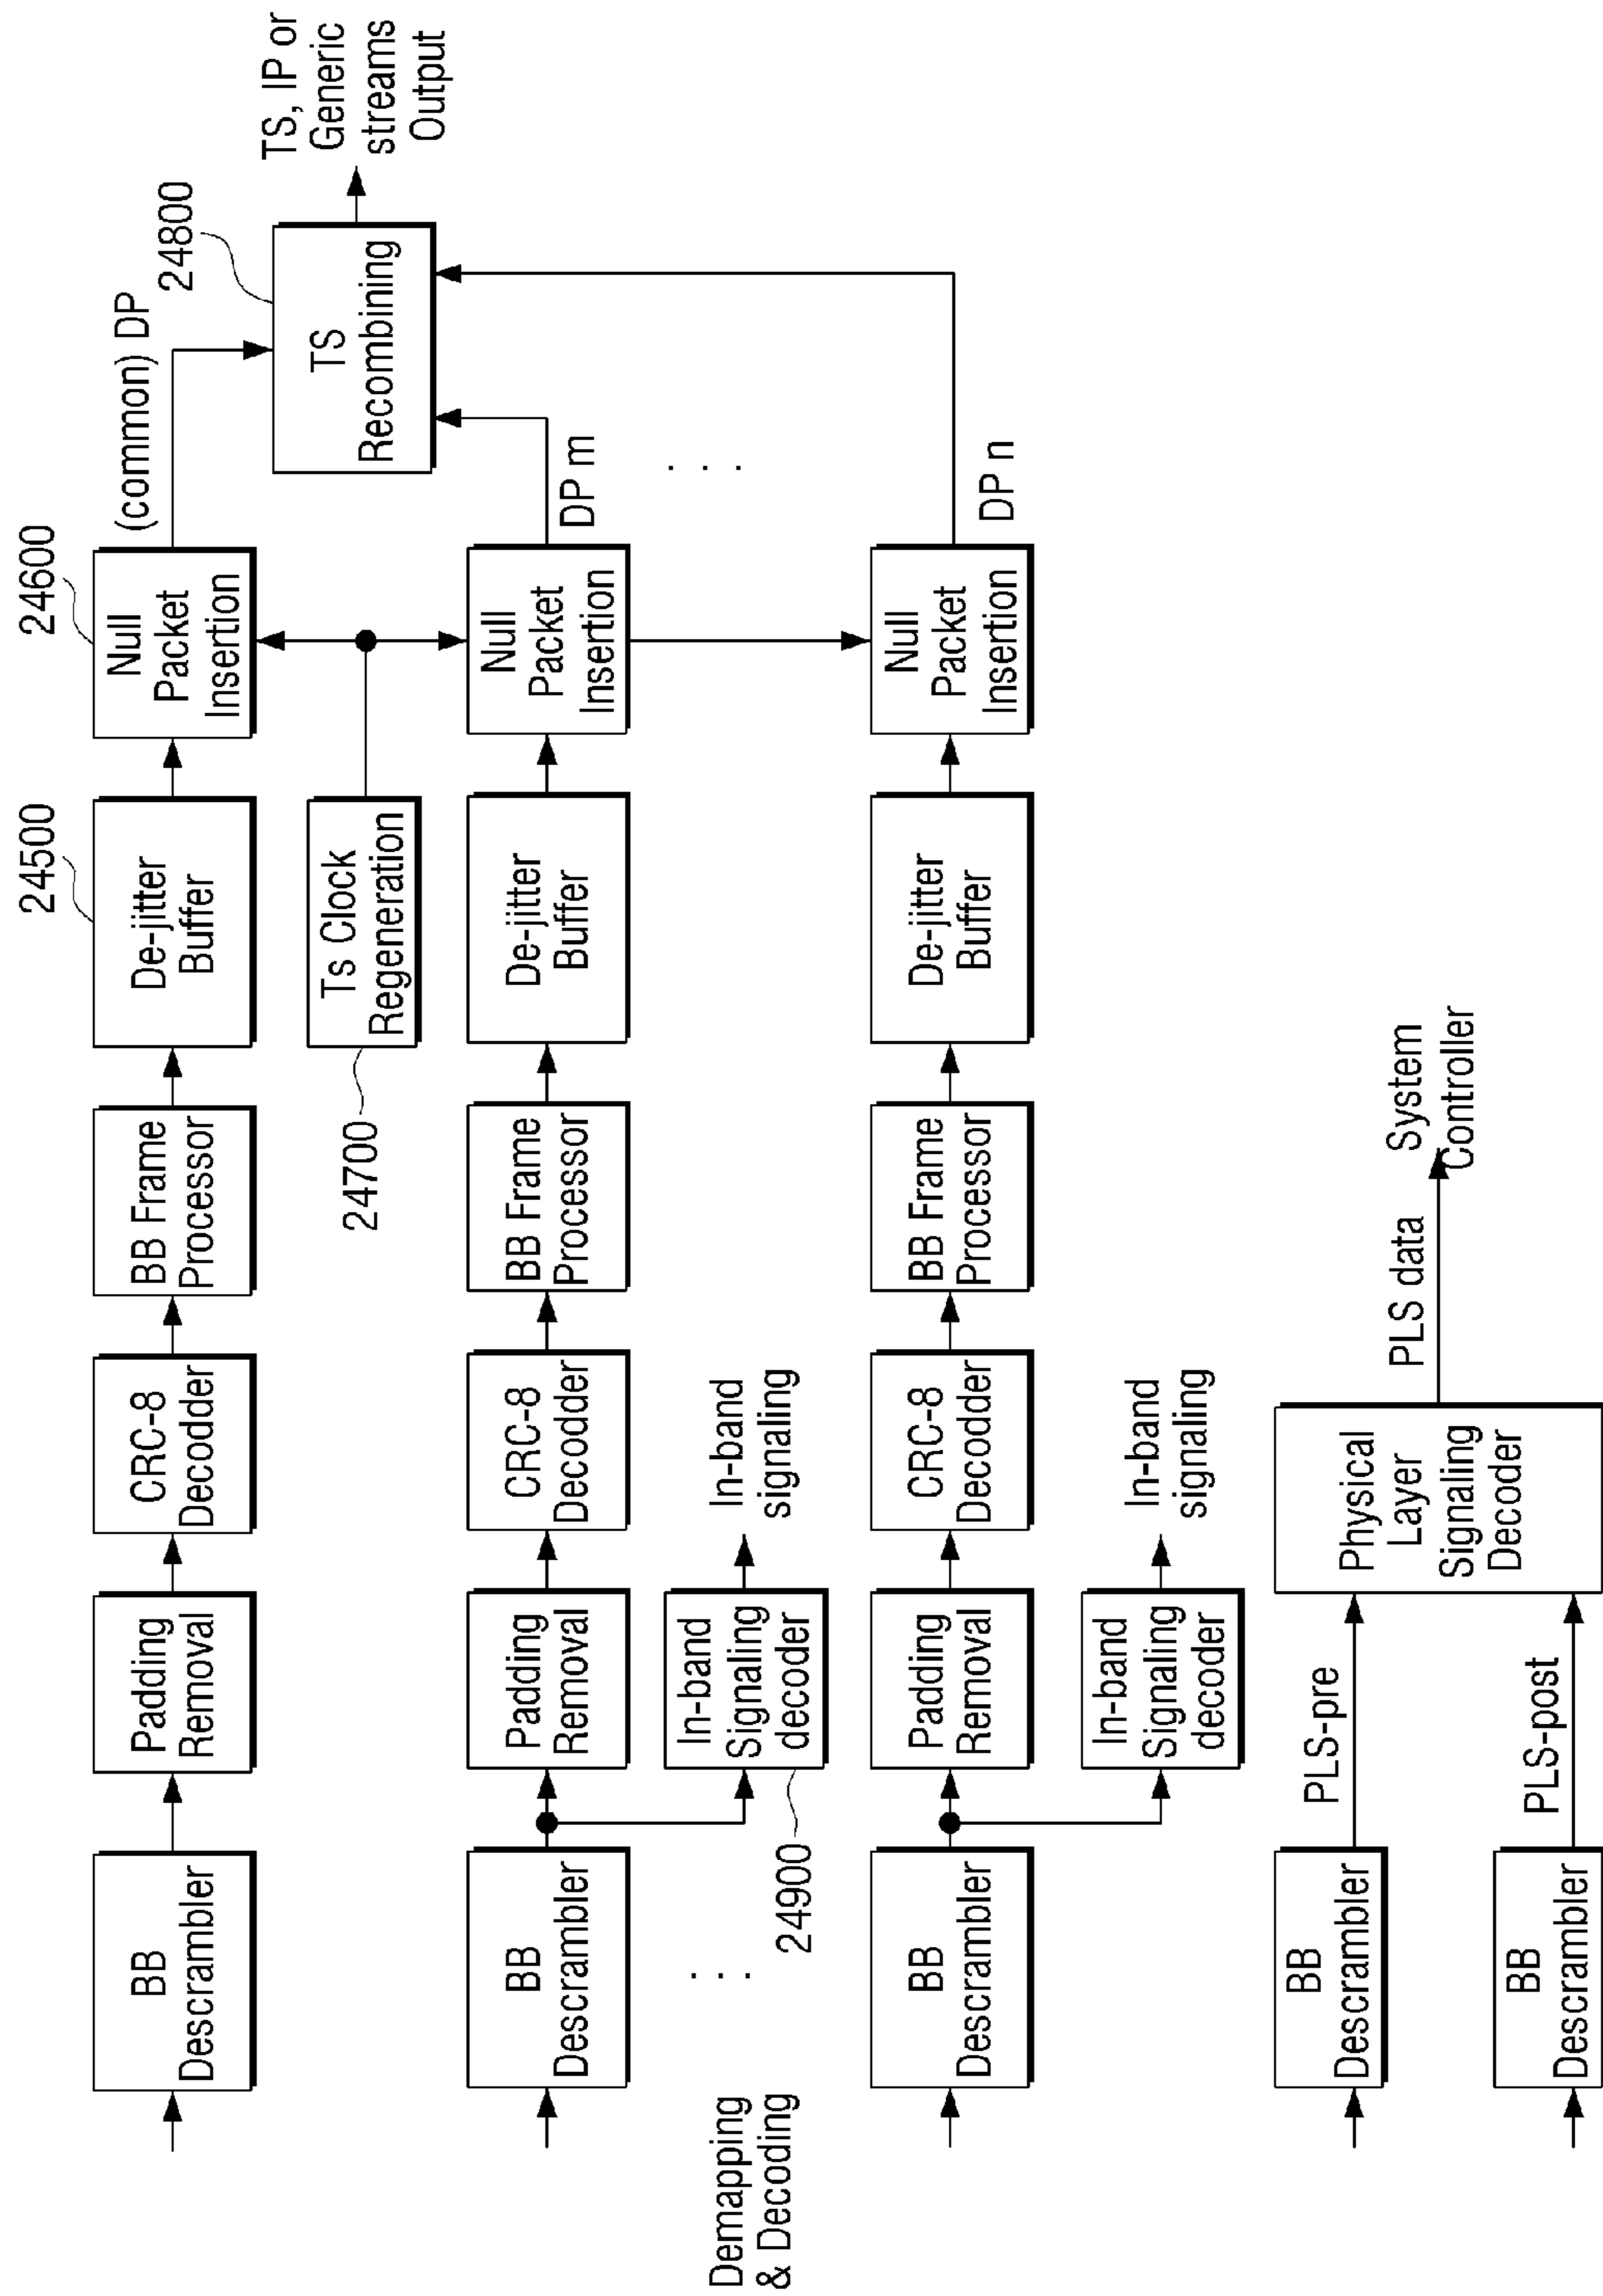 BB
Descrambler
Padding
Removal
CRC-8
Decodder
BB Frame
Processor
De-jitter
Buffer
24500
Null
Packet
Insertion
24600
(common) DP
TS
Recombining
24800
TS, IP or
Generic
streams
Output
Ts Clock
Regeneration
24700
BB
Descrambler
Padding
Removal
CRC-8
Decodder
BB Frame
Processor
De-jitter
Buffer
Null
Packet
Insertion
DP m
In-band
Signaling
decoder
24900
In-band
signaling
. . .
. . .
Demapping
& Decoding
BB
Descrambler
Padding
Removal
CRC-8
Decodder
BB Frame
Processor
De-jitter
Buffer
Null
Packet
Insertion
DP n
In-band
Signaling
decoder
In-band
signaling
BB
Descrambler
PLS-pre
Physical
Layer
Signaling
Decoder
PLS data
System
Controller
BB
Descrambler
PLS-post